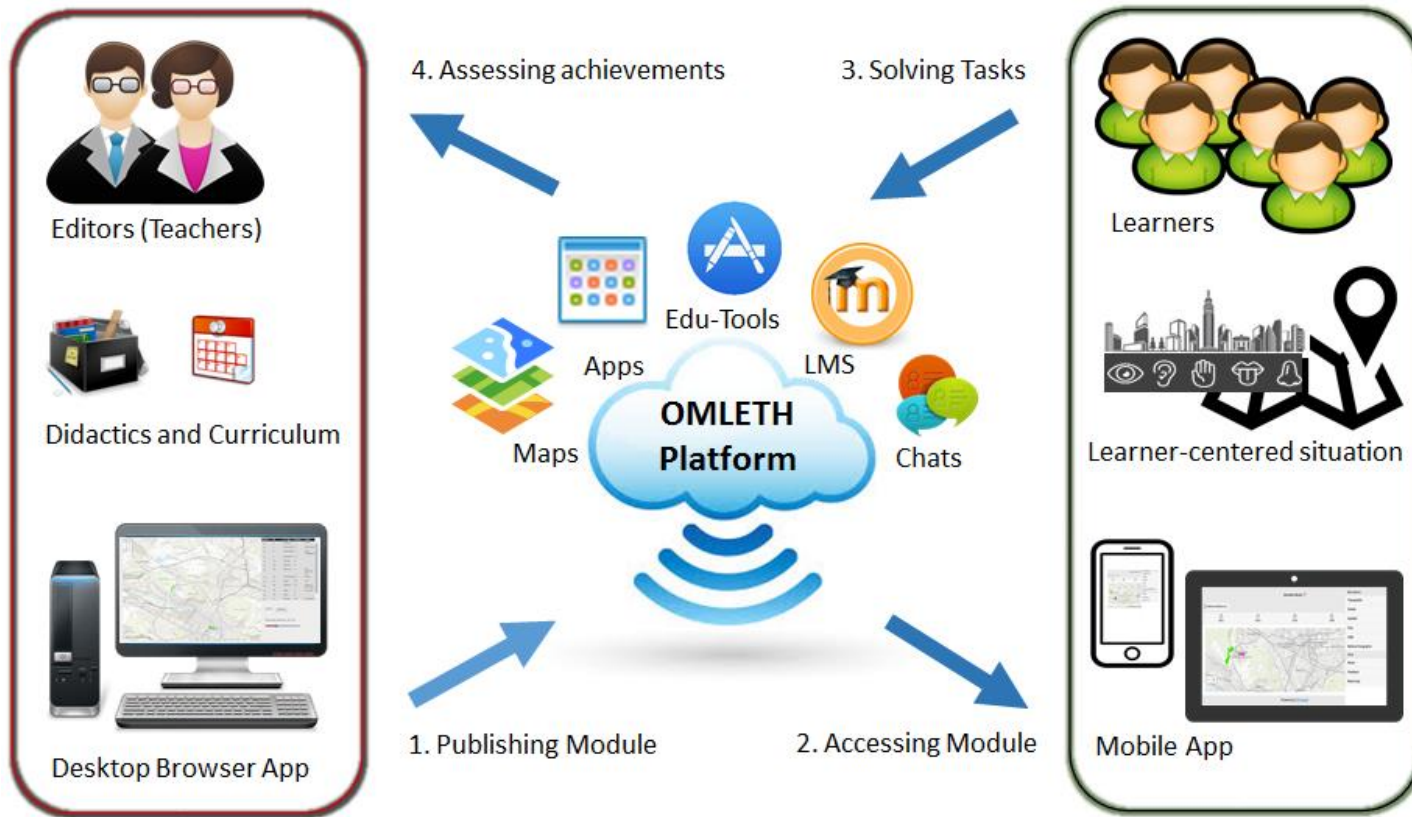 4. Assessing achievements
3. Solving Tasks
Editors (Teachers)
Learners
Edu-Tools
Apps
LMS
m
OMLETH
Platform
Maps
Chats
Didactics and Curriculum
Learner-centered situation
1. Publishing Module
2. Accessing Module
Desktop Browser App
Mobile App